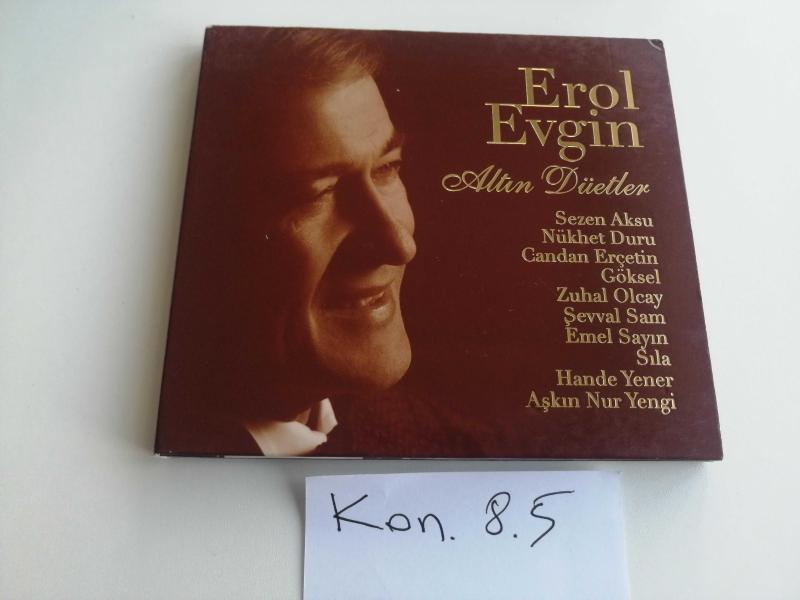 Erol
Evgin
Altın Düetler
Sezen Aksu
Nükhet Duru
Candan Erçetin
Göksel
Zuhal Olcay
Şevval Sam
Emel Sayın
Sıla
Hande Yener
Aşkın Nur Yengi
Kon. 8.5